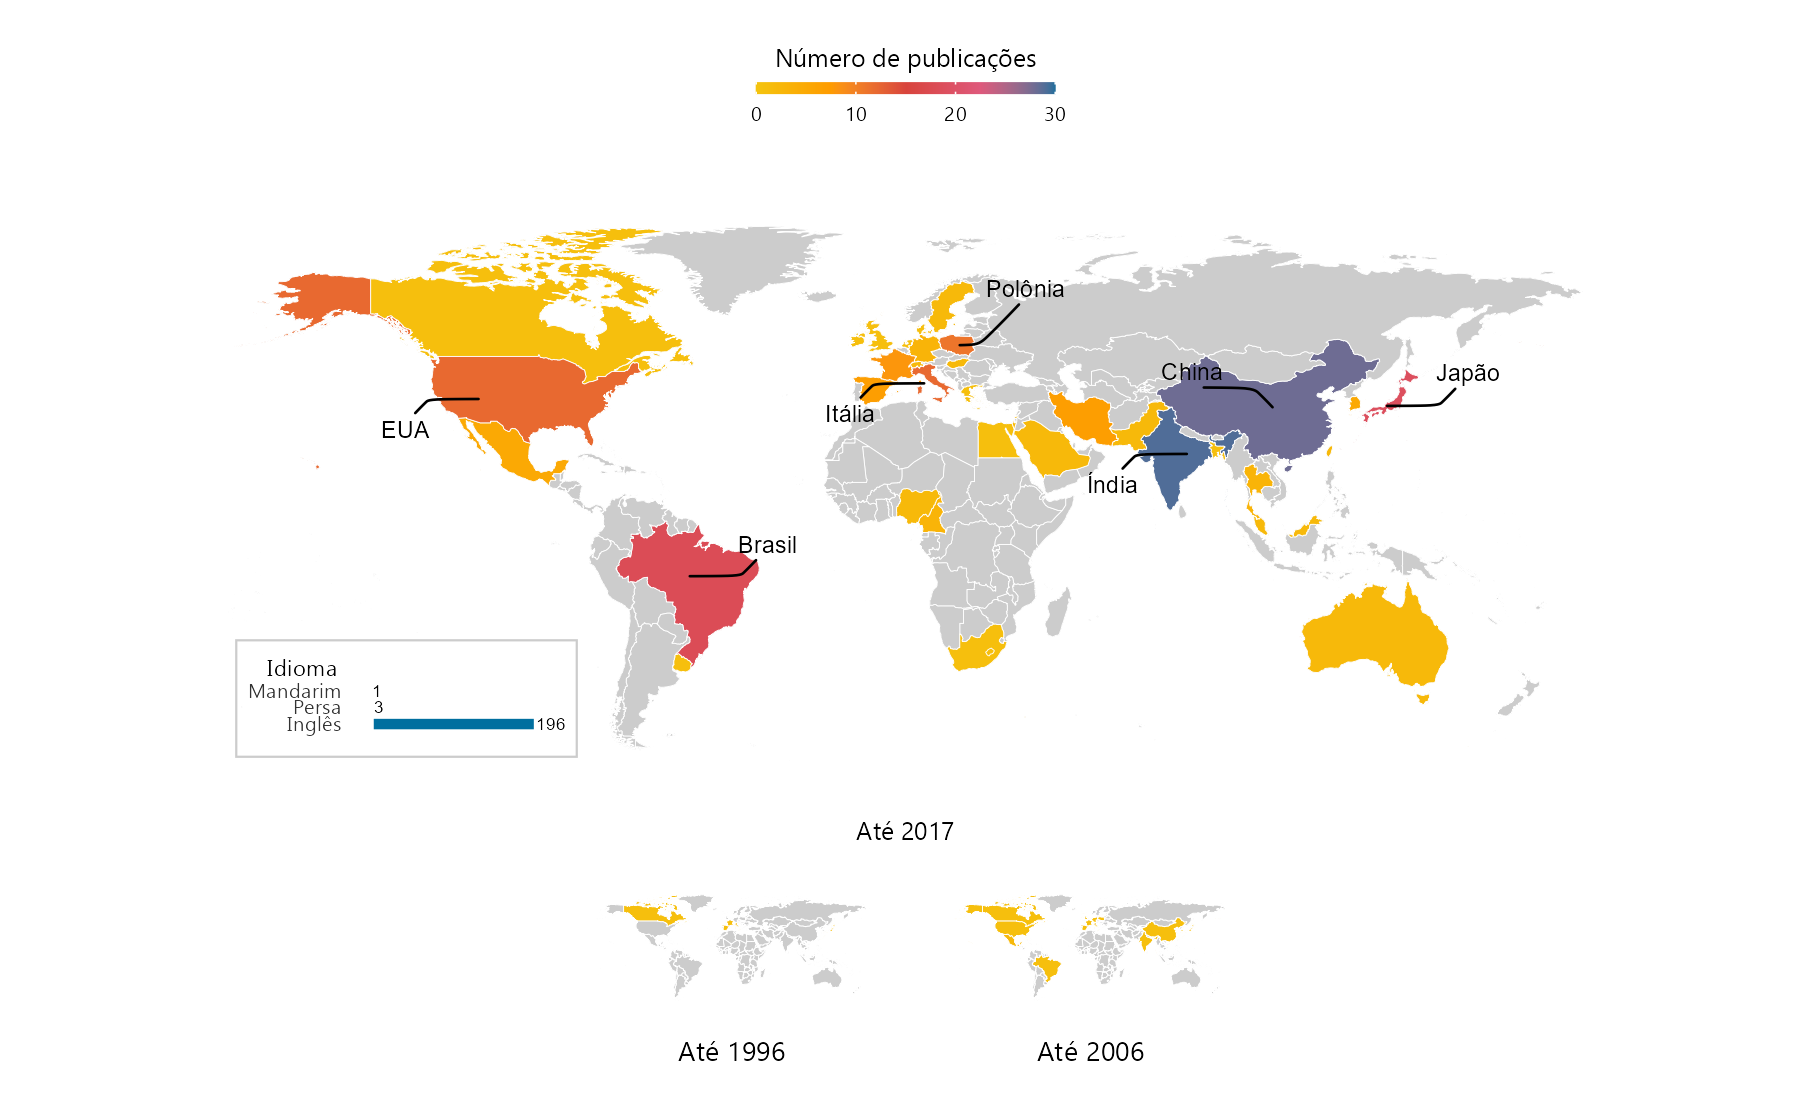 Número de publicações
0 10 20 30
Polônia
China
Japão
Itália
EUA
Índia
Brasil
Idioma
Mandarim 1
Persa 3
Inglês 196
Até 2017
Até 1996
Até 2006